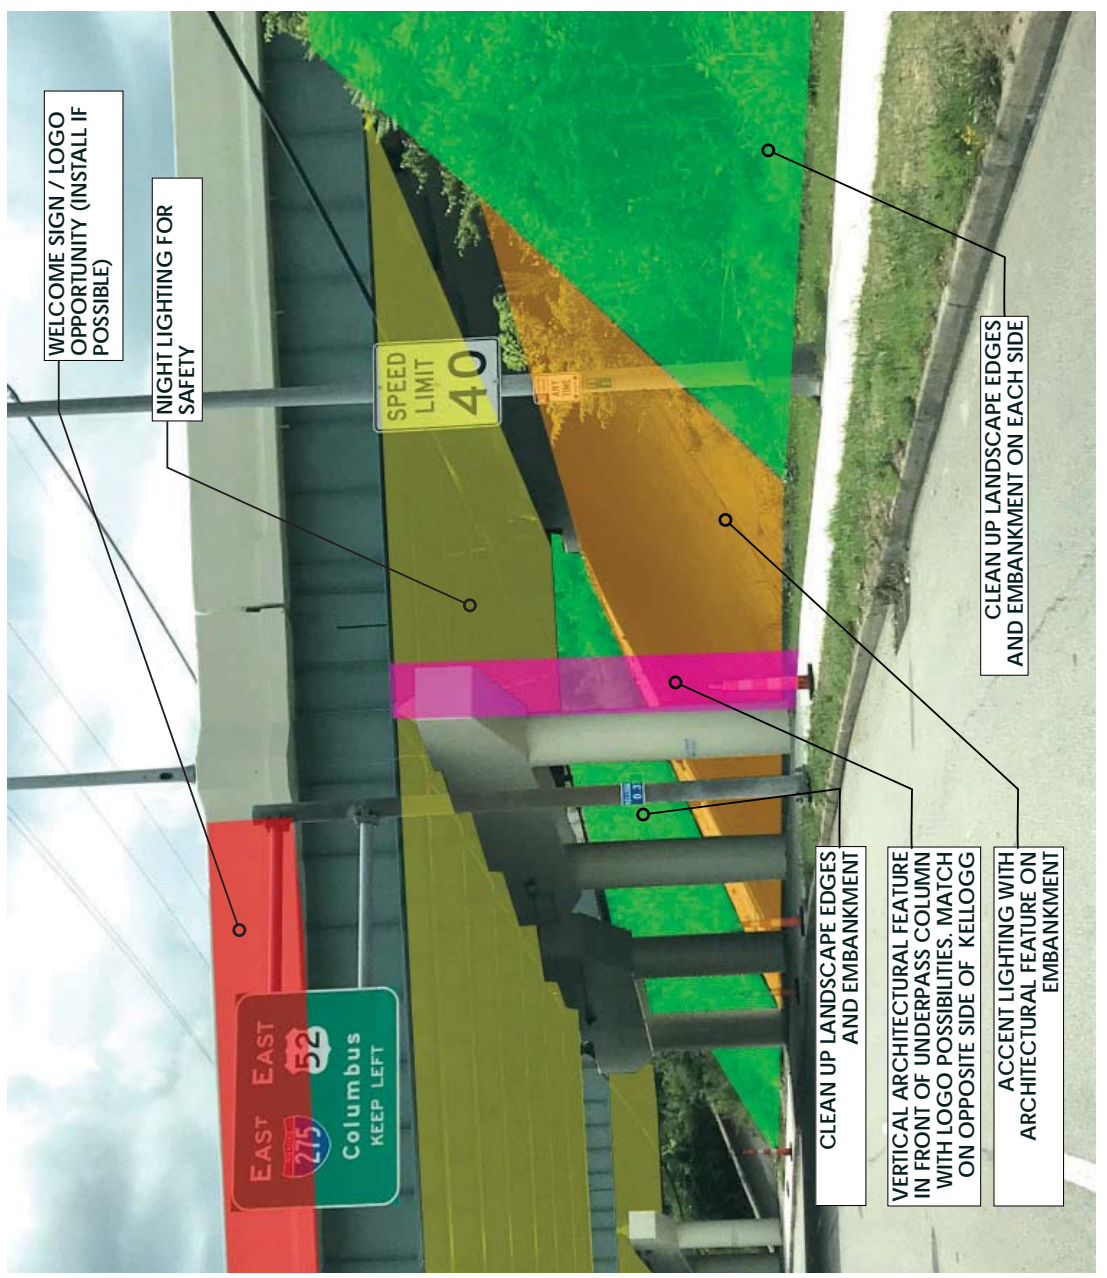 WELCOME SIGN / LOGO
OPPORTUNITY (INSTALL IF
POSSIBLE)
NIGHT LIGHTING FOR
SAFETY
EAST EAST
275
52
Columbus
KEEP LEFT
SPEED
LIMIT
40
ANY
TIME
CLEAN UP LANDSCAPE EDGES
AND EMBANKMENT
VERTICAL ARCHITECTURAL FEATURE
IN FRONT OF UNDERPASS COLUMN
WITH LOGO POSSIBILITIES. MATCH
ON OPPOSITE SIDE OF KELLOGG
ACCENT LIGHTING WITH
ARCHITECTURAL FEATURE ON
EMBANKMENT
CLEAN UP LANDSCAPE EDGES
AND EMBANKMENT ON EACH SIDE